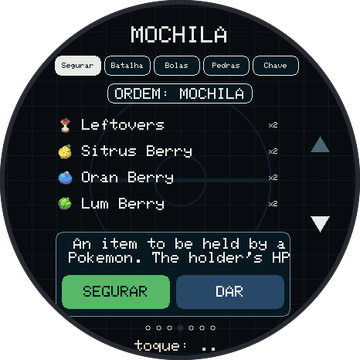 MOCHILA
Segurar Batalha Bolas Pedras Chave
ORDEM: MOCHILA
Leftovers x2
Sitrus Berry x2
Oran Berry x2
Lum Berry x2
An item to be held by a
Pokemon. The holder's HP
SEGURAR DAR
toque: ..